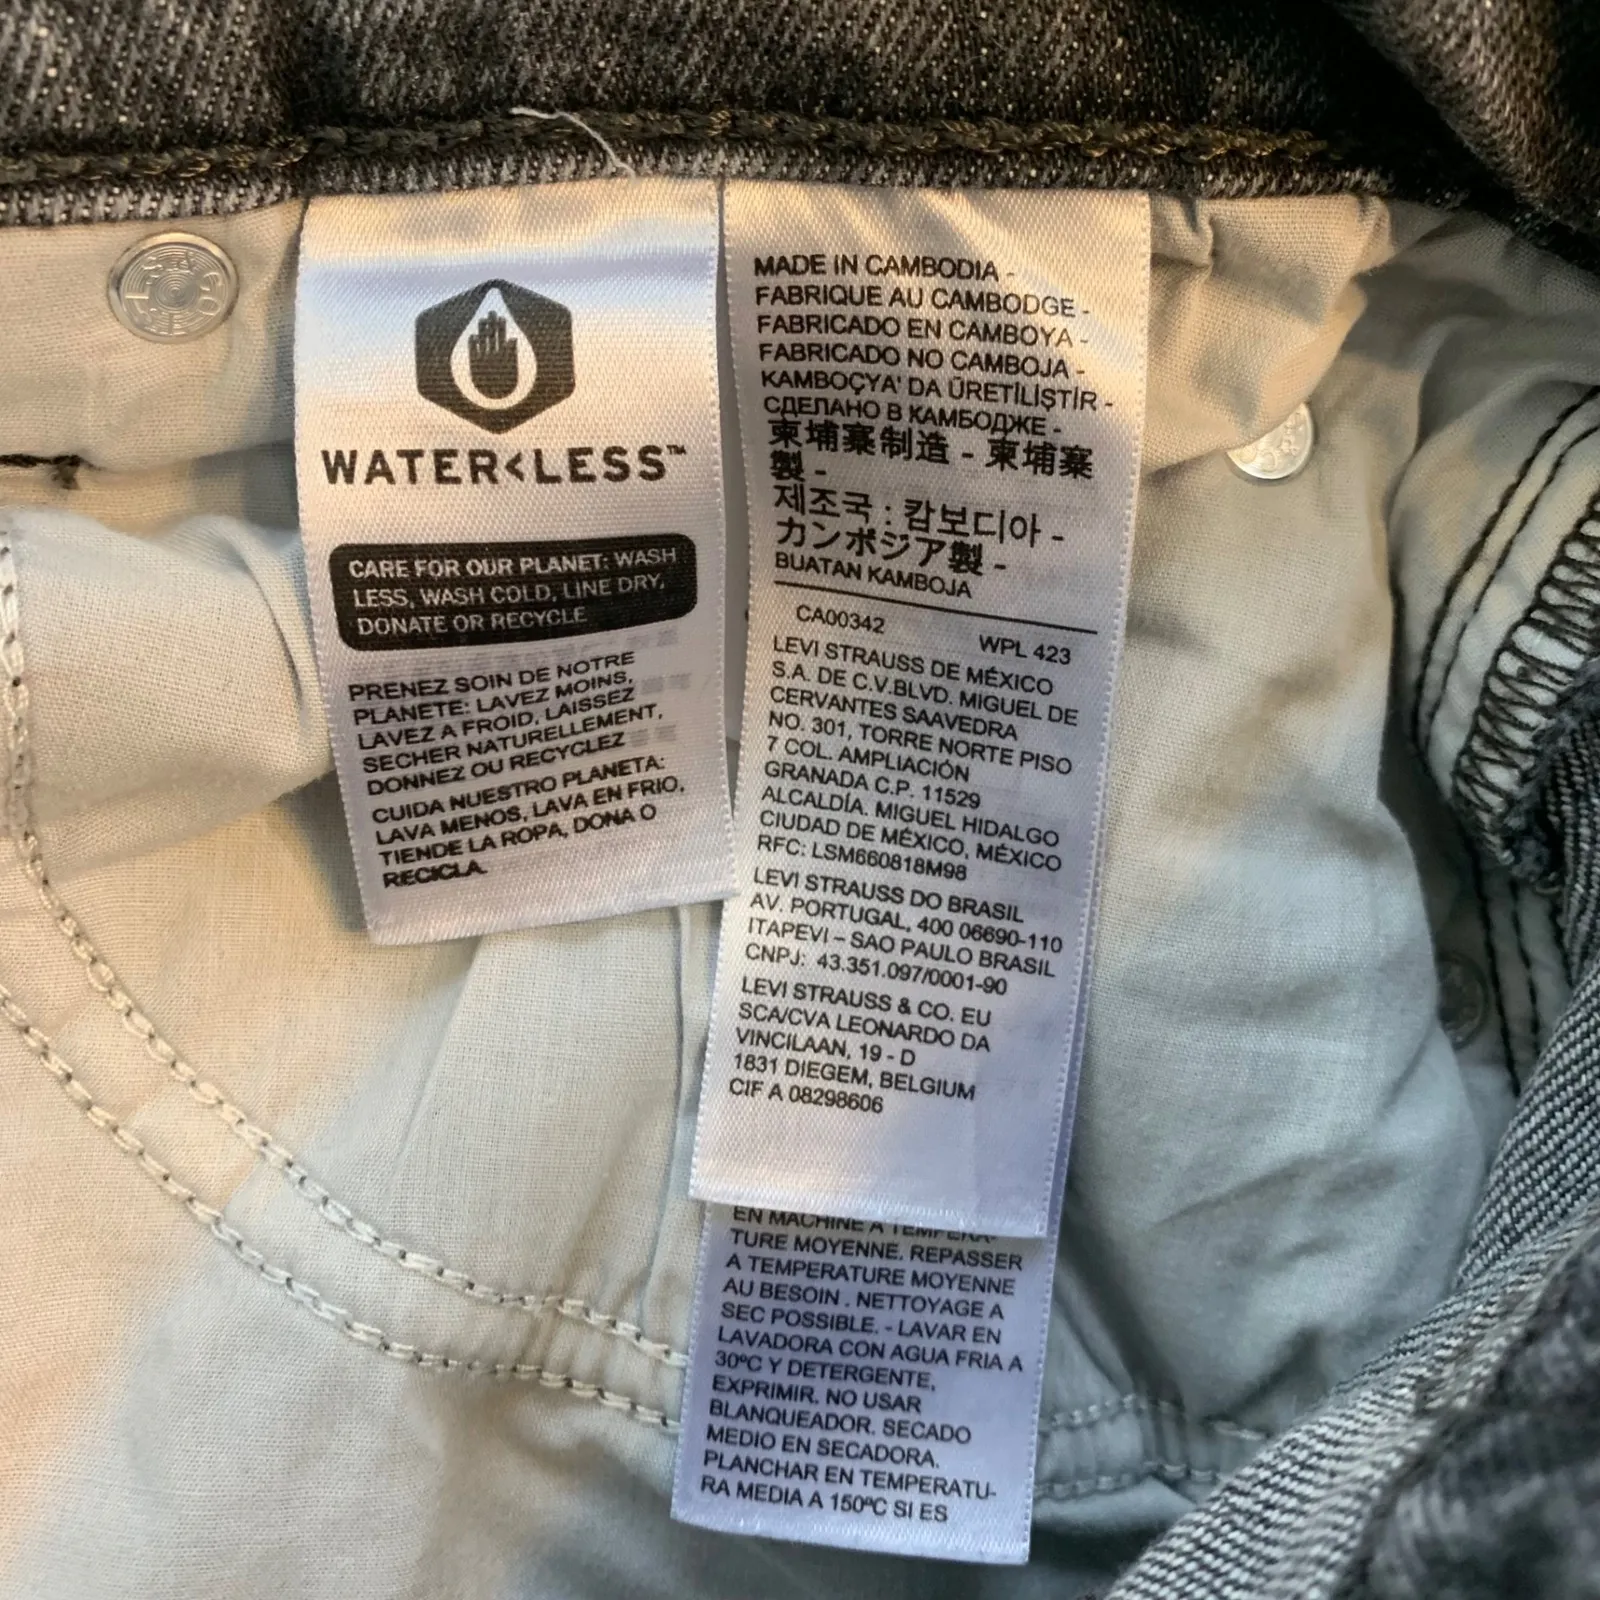 WATER<LESS™
CARE FOR OUR PLANET: WASH
LESS, WASH COLD, LINE DRY,
DONATE OR RECYCLE
PRENEZ SOIN DE NOTRE
PLANETE: LAVEZ MOINS,
LAVEZ A FROID, LAISSEZ
SECHER NATURELLEMENT,
DONNEZ OU RECYCLEZ
CUIDA NUESTRO PLANETA:
LAVA MENOS, LAVA EN FRIO,
TIENDE LA ROPA, DONA O
RECICLA.
MADE IN CAMBODIA -
FABRIQUE AU CAMBODGE -
FABRICADO EN CAMBOYA -
FABRICADO NO CAMBOJA -
KAMBOÇYA' DA ÜRETİLİŞTİR -
СДЕЛАНО В КАМБОДЖЕ -
柬埔寨制造 - 柬埔寨
製 -
제조국 : 캄보디아 -
カンボジア製 -
BUATAN KAMBOJA
CA00342 WPL 423
LEVI STRAUSS DE MÉXICO
S.A. DE C.V.BLVD. MIGUEL DE
CERVANTES SAAVEDRA
NO. 301, TORRE NORTE PISO
7 COL. AMPLIACIÓN
GRANADA C.P. 11529
ALCALDÍA. MIGUEL HIDALGO
CIUDAD DE MÉXICO, MÉXICO
RFC: LSM660818M98
LEVI STRAUSS DO BRASIL
AV. PORTUGAL, 400 06690-110
ITAPEVI – SAO PAULO BRASIL
CNPJ: 43.351.097/0001-90
LEVI STRAUSS & CO. EU
SCA/CVA LEONARDO DA
VINCILAAN, 19 - D
1831 DIEGEM, BELGIUM
CIF A 08298606
EN MACHINE A TEMPERA-
TURE MOYENNE. REPASSER
A TEMPERATURE MOYENNE
AU BESOIN . NETTOYAGE A
SEC POSSIBLE. - LAVAR EN
LAVADORA CON AGUA FRIA A
30ºC Y DETERGENTE,
EXPRIMIR. NO USAR
BLANQUEADOR. SECADO
MEDIO EN SECADORA.
PLANCHAR EN TEMPERATU-
RA MEDIA A 150ºC SI ES